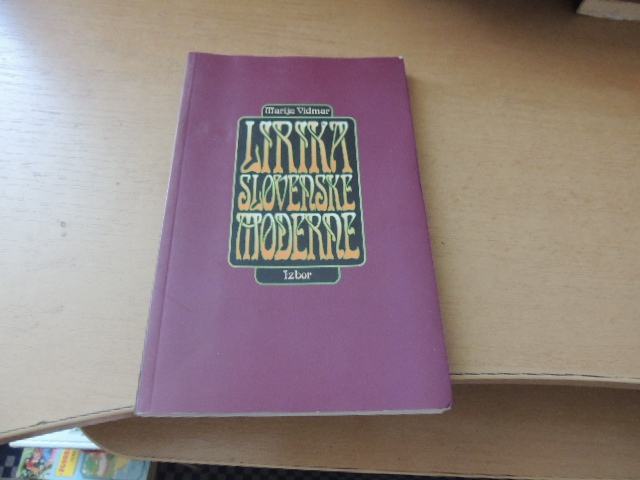 Marija Vidmar
LIRIKA
SLOVENSKE
MODERNE
Izbor